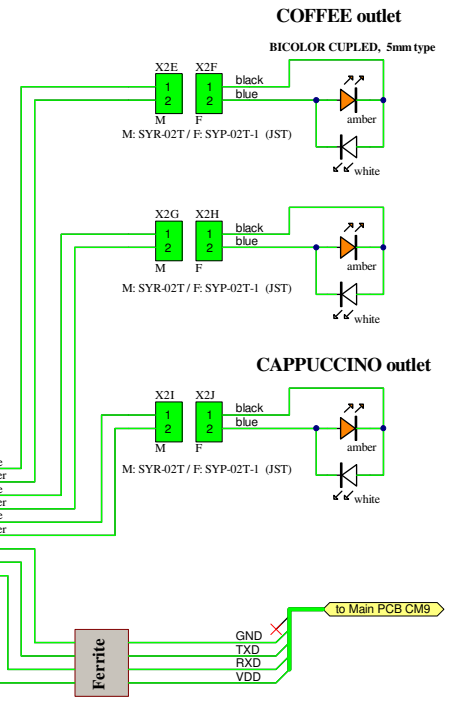 COFFEE outlet
BICOLOR CUPLED, 5mm type
X2E X2F
1 1 black
2 2 blue
M F amber
M: SYR-02T / F: SYP-02T-1 (JST)
white
X2G X2H
1 1 black
2 2 blue
M F amber
M: SYR-02T / F: SYP-02T-1 (JST)
white
CAPPUCCINO outlet
X2I X2J
1 1 black
2 2 blue
M F amber
M: SYR-02T / F: SYP-02T-1 (JST)
white
e
er
e
er
e
er
to Main PCB CM9
Ferrite
GND
TXD
RXD
VDD